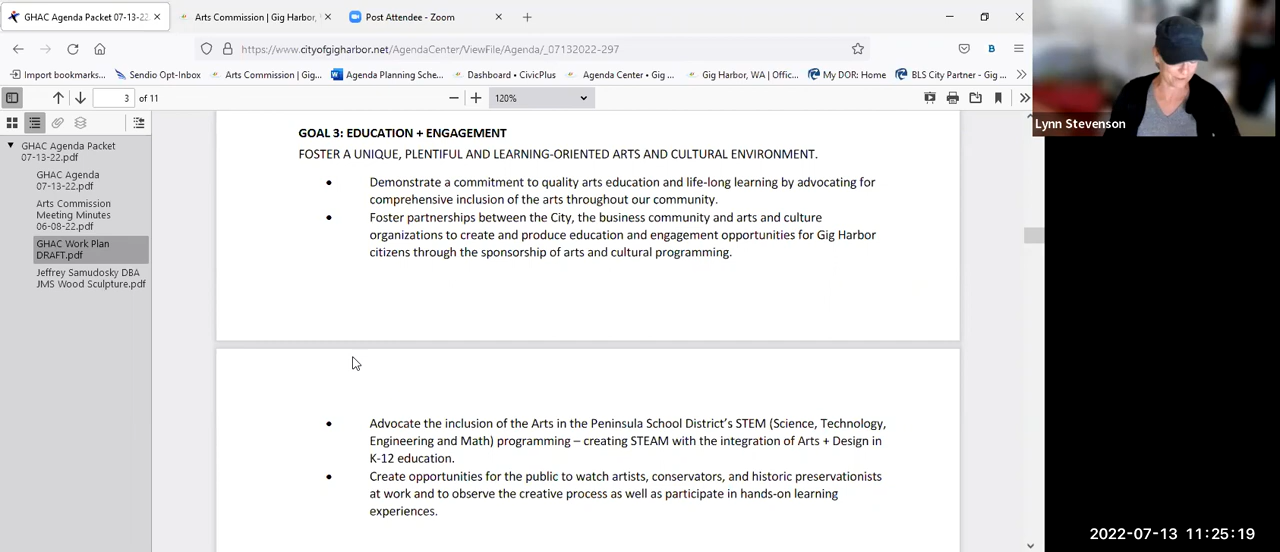 GHAC Agenda Packet 07-13-22.
Arts Commission | Gig Harbor,
Post Attendee - Zoom
https://www.cityofgigharbor.net/AgendaCenter/ViewFile/Agenda/_07132022-297
B
Import bookmarks...
Sendio Opt-Inbox
Arts Commission | Gig...
Agenda Planning Sche...
Dashboard • CivicPlus
Agenda Center • Gig ...
Gig Harbor, WA | Offic...
My DOR: Home
BLS City Partner - Gig ...
3 of 11
120%
GHAC Agenda Packet
07-13-22.pdf
GHAC Agenda
07-13-22.pdf
Arts Commission
Meeting Minutes
06-08-22.pdf
GHAC Work Plan
DRAFT.pdf
Jeffrey Samudosky DBA
JMS Wood Sculpture.pdf
GOAL 3: EDUCATION + ENGAGEMENT
FOSTER A UNIQUE, PLENTIFUL AND LEARNING-ORIENTED ARTS AND CULTURAL ENVIRONMENT.
• Demonstrate a commitment to quality arts education and life-long learning by advocating for
comprehensive inclusion of the arts throughout our community.
• Foster partnerships between the City, the business community and arts and culture
organizations to create and produce education and engagement opportunities for Gig Harbor
citizens through the sponsorship of arts and cultural programming.
• Advocate the inclusion of the Arts in the Peninsula School District's STEM (Science, Technology,
Engineering and Math) programming – creating STEAM with the integration of Arts + Design in
K-12 education.
• Create opportunities for the public to watch artists, conservators, and historic preservationists
at work and to observe the creative process as well as participate in hands-on learning
experiences.
Lynn Stevenson
2022-07-13 11:25:19